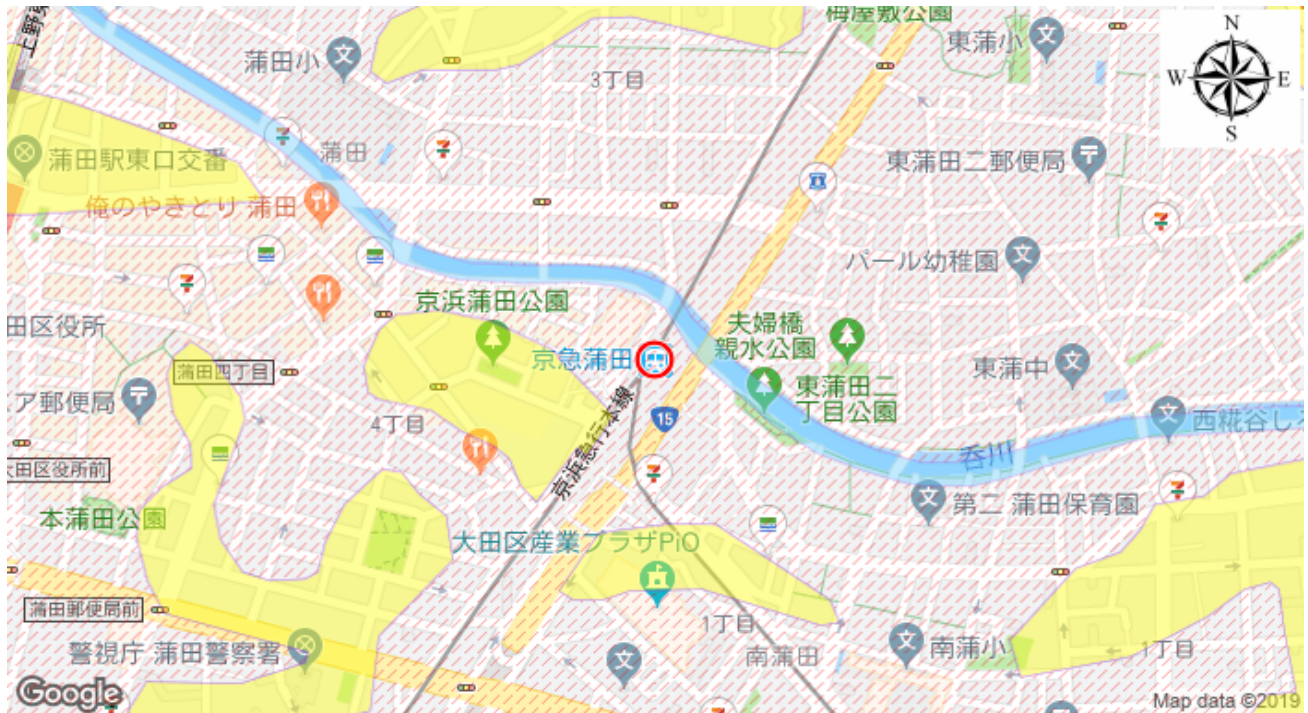 梅屋敷公園
N
上野東
蒲田小
東蒲小
W
E
3丁目
S
蒲田駅東口交番
蒲田
東蒲田二郵便局
俺のやきとり 蒲田
パール幼稚園
京浜蒲田公園
田区役所
夫婦橋
親水公園
京急蒲田
蒲田四丁目
東蒲中
ア郵便局
東蒲田二
丁目公園
15
京浜急行本線
4丁目
西糀谷し
呑川
大田区役所前
第二 蒲田保育園
本蒲田公園
大田区産業プラザPiO
蒲田郵便局前
1丁目
警視庁 蒲田警察署
南蒲田
南蒲小
1丁目
Google
Map data ©2019